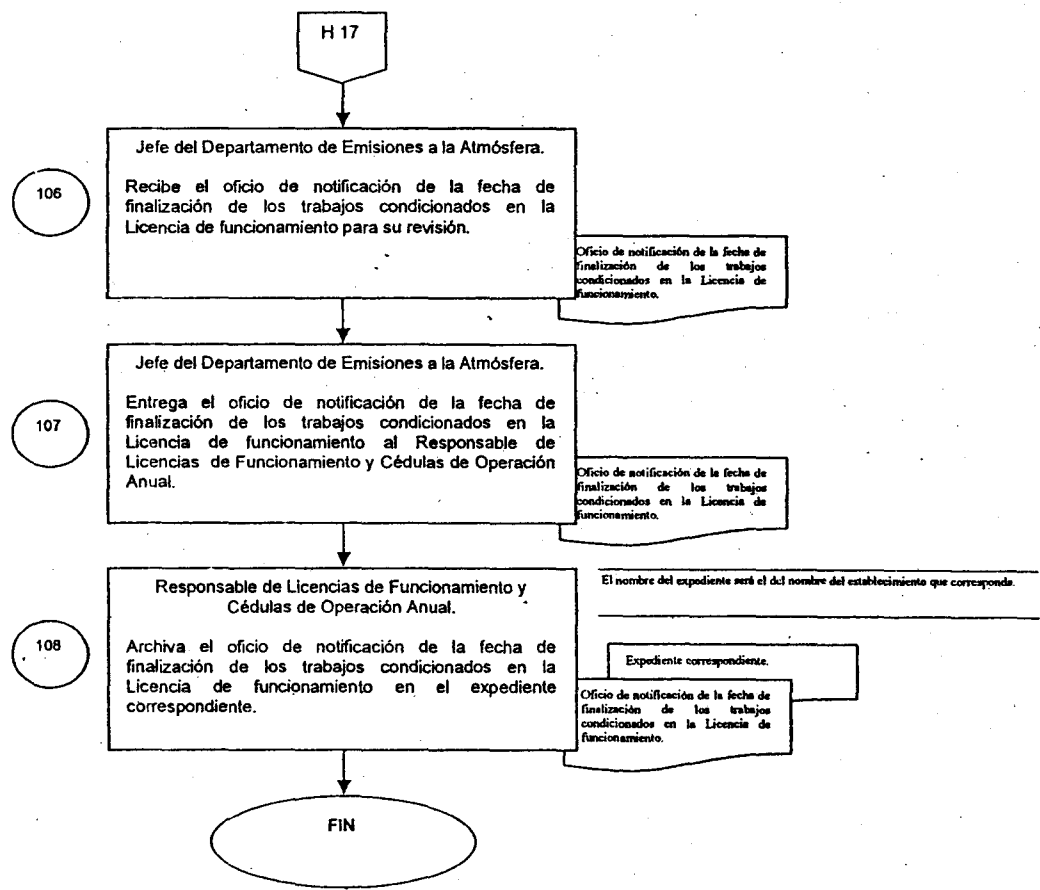 H 17
Jefe del Departamento de Emisiones a la Atmósfera.
106
Recibe el oficio de notificación de la fecha de
finalización de los trabajos condicionados en la
Licencia de funcionamiento para su revisión.
Oficio de notificación de la fecha de
finalización de los trabajos
condicionados en la Licencia de
funcionamiento.
Jefe del Departamento de Emisiones a la Atmósfera.
107
Entrega el oficio de notificación de la fecha de
finalización de los trabajos condicionados en la
Licencia de funcionamiento al Responsable de
Licencias de Funcionamiento y Cédulas de Operación
Anual.
Oficio de notificación de la fecha de
finalización de los trabajos
condicionados en la Licencia de
funcionamiento.
Responsable de Licencias de Funcionamiento y
Cédulas de Operación Anual.
El nombre del expediente será el del nombre del establecimiento que corresponda.
108
Archiva el oficio de notificación de la fecha de
finalización de los trabajos condicionados en la
Licencia de funcionamiento en el expediente
correspondiente.
Expediente correspondiente.
Oficio de notificación de la fecha de
finalización de los trabajos
condicionados en la Licencia de
funcionamiento.
FIN